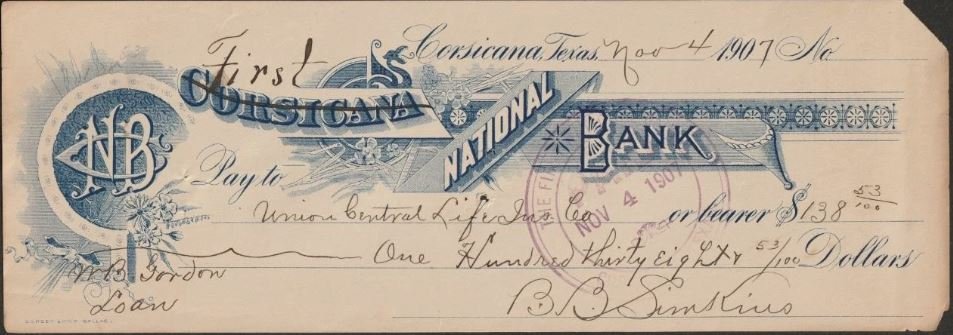 First
Corsicana, Texas, Nov 4 1907 No
CORSICANA
NATIONAL
BANK
CNB
Pay to
Union Central Life Ins Co or bearer $138 53/100
NOV 4 1907
One Hundred thirty eight & 53/100 Dollars
W. B. Gordon
Loan
B. B. Simkins